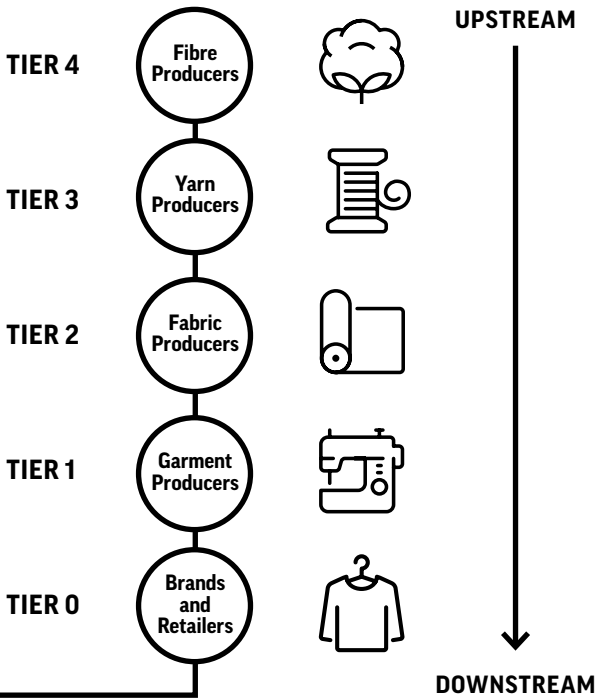 UPSTREAM
TIER 4
Fibre
Producers
TIER 3
Yarn
Producers
TIER 2
Fabric
Producers
TIER 1
Garment
Producers
TIER 0
Brands
and
Retailers
DOWNSTREAM